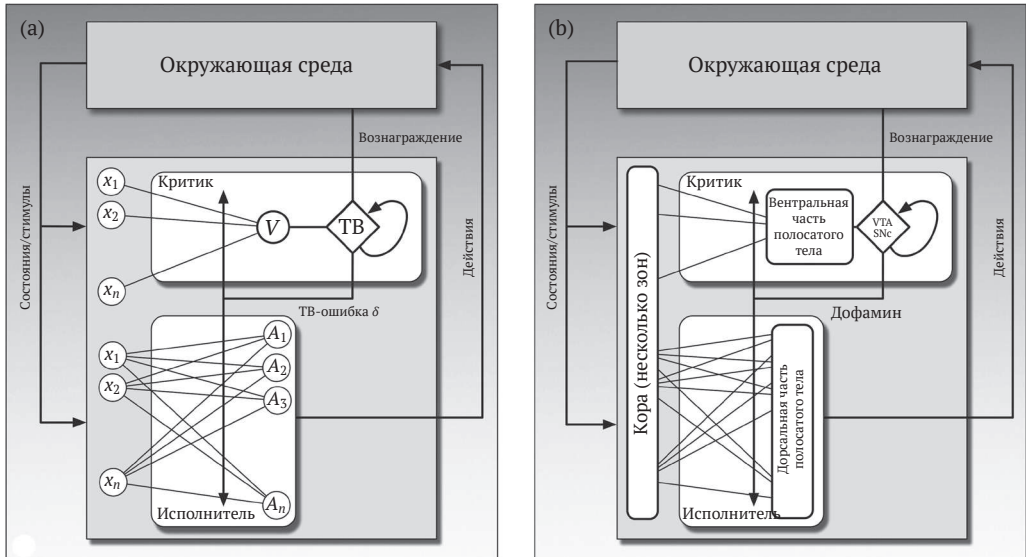 (a)
Окружающая среда
Вознаграждение
Состояния/стимулы
Действия
Критик
x1
x2
xn
V
ТВ
ТВ-ошибка δ
x1
x2
xn
A1
A2
A3
An
Исполнитель
(b)
Окружающая среда
Вознаграждение
Состояния/стимулы
Действия
Кора (несколько зон)
Критик
Вентральная
часть
полосатого
тела
VTA
SNc
Дофамин
Дорсальная часть
полосатого тела
Исполнитель